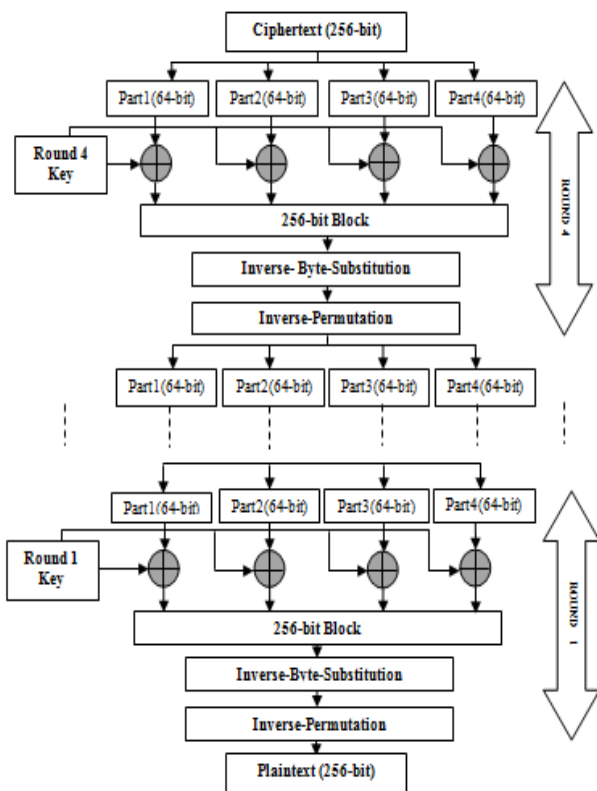 Ciphertext (256-bit)
Part1(64-bit) Part2(64-bit) Part3(64-bit) Part4(64-bit)
Round 4
Key
256-bit Block
Inverse- Byte-Substitution
Inverse-Permutation
ROUND 4
Part1(64-bit) Part2(64-bit) Part3(64-bit) Part4(64-bit)
Part1(64-bit) Part2(64-bit) Part3(64-bit) Part4(64-bit)
Round 1
Key
256-bit Block
Inverse-Byte-Substitution
Inverse-Permutation
ROUND 1
Plaintext (256-bit)